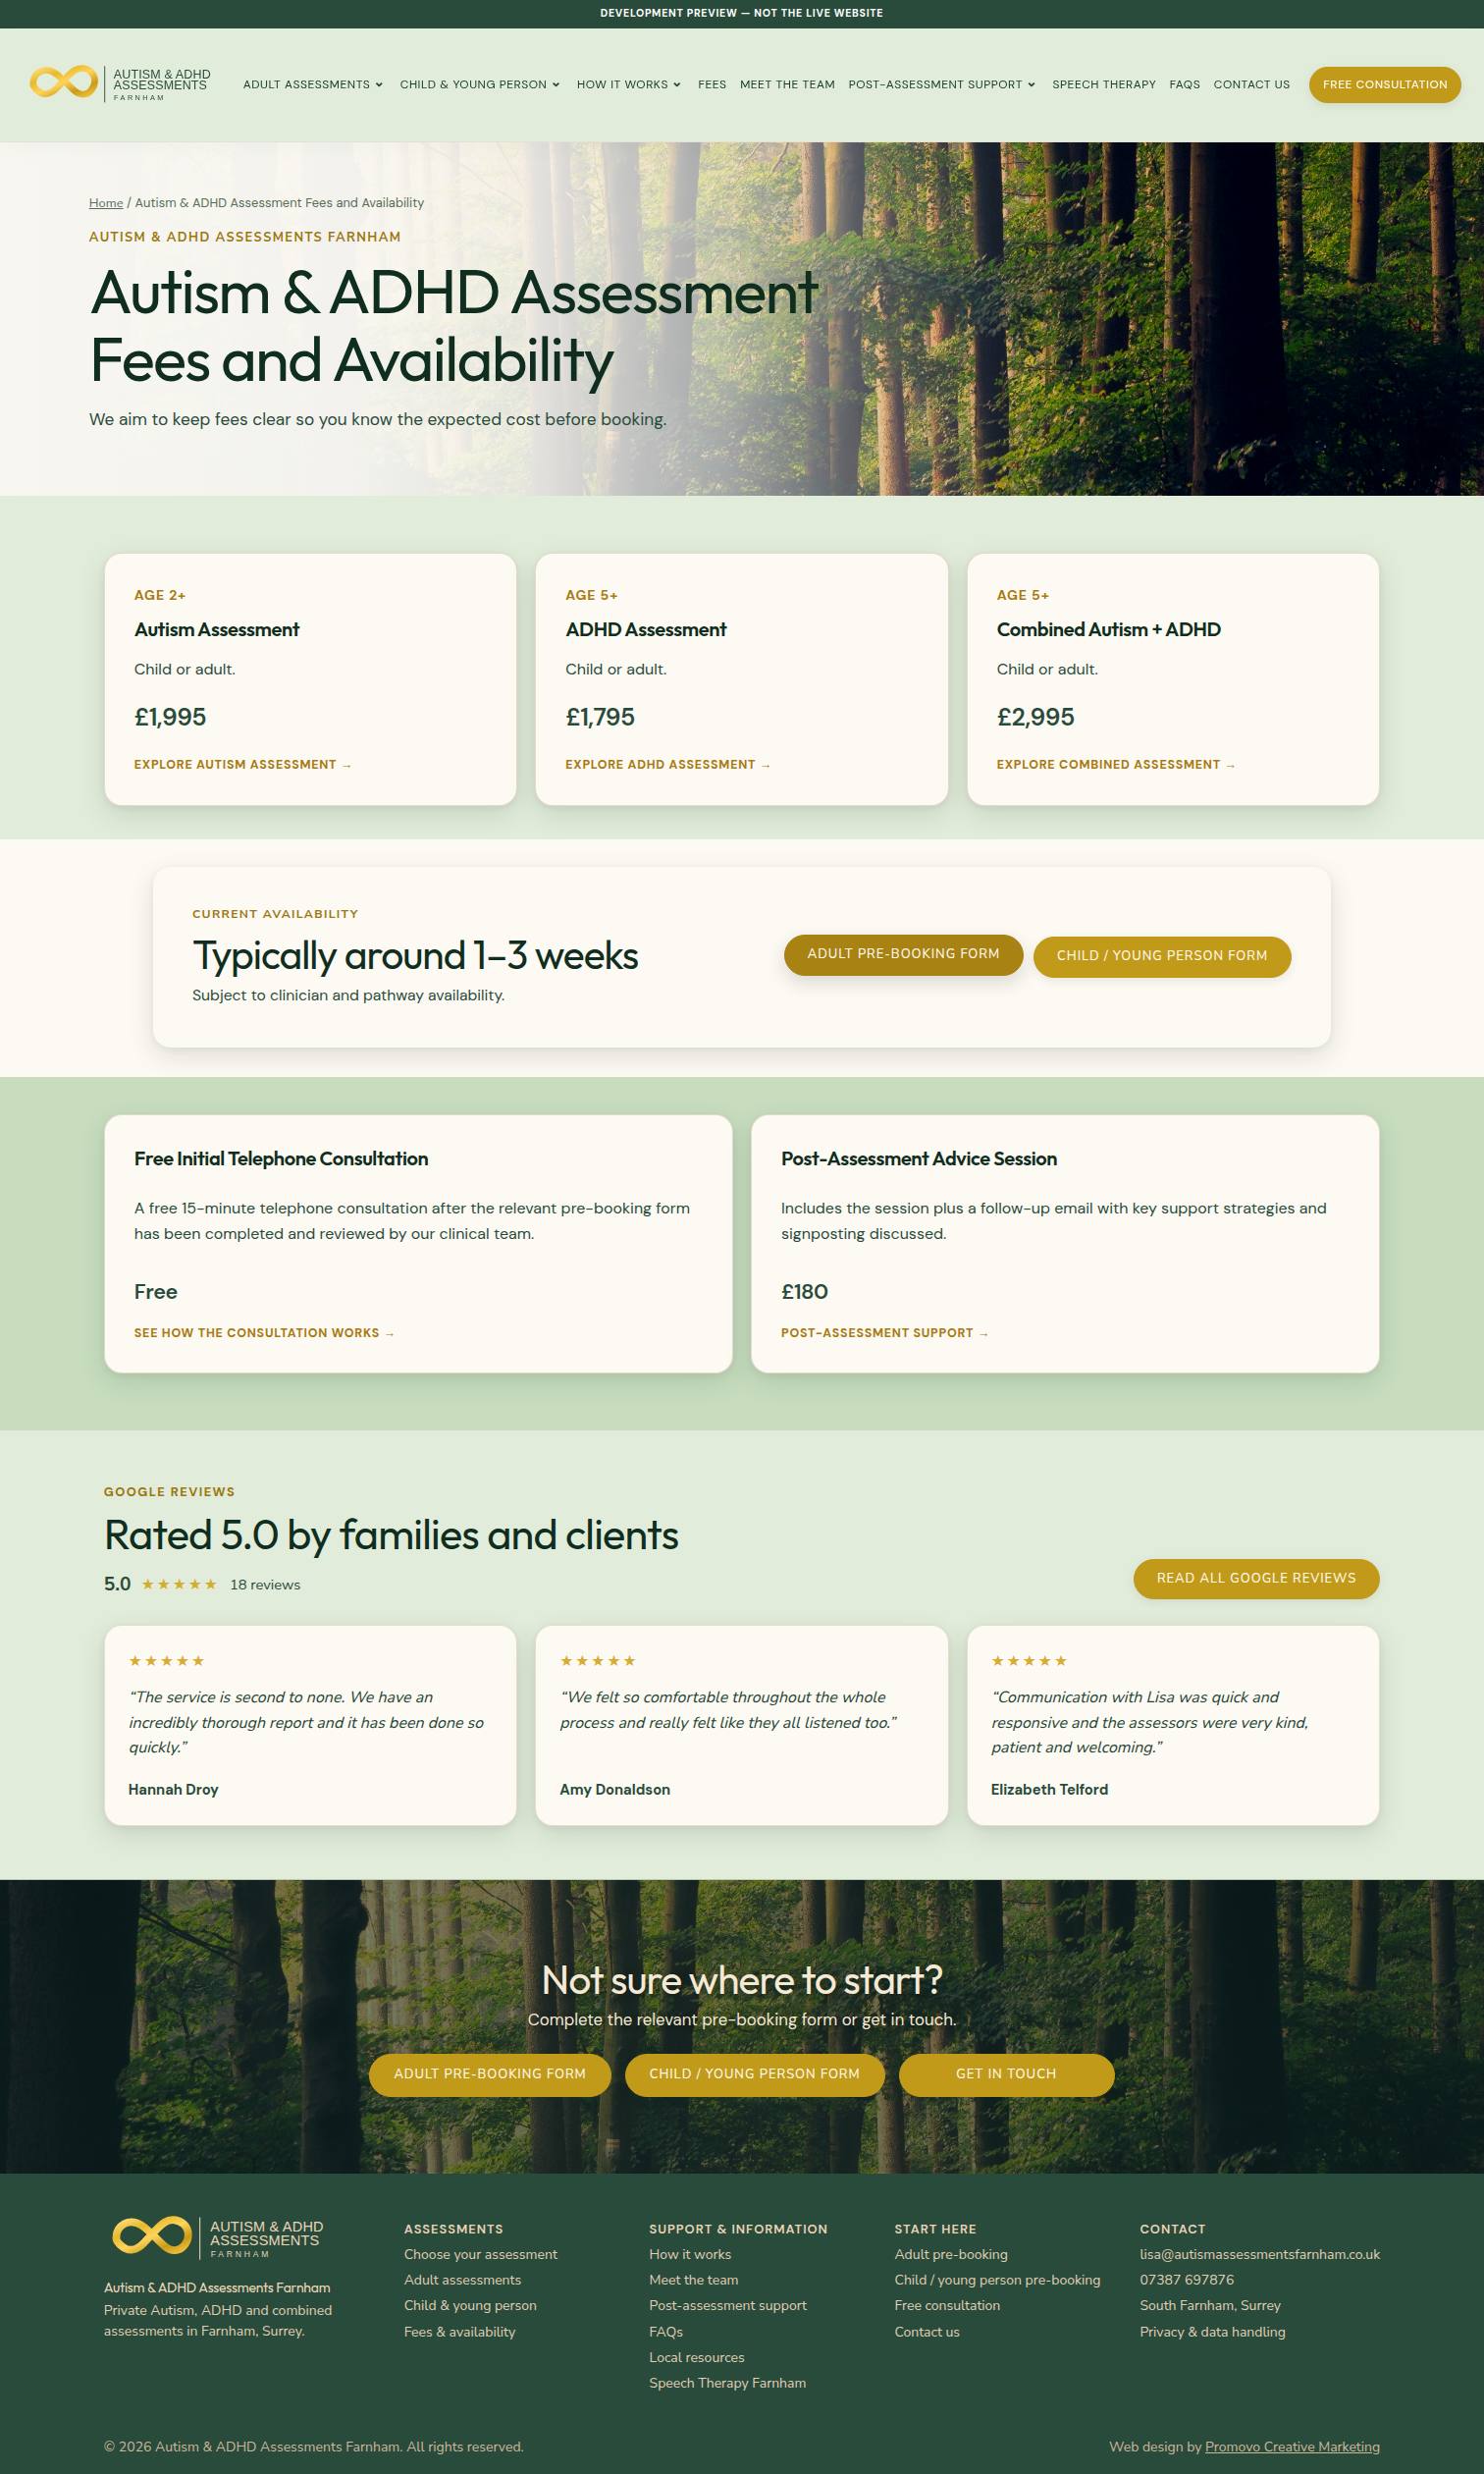 DEVELOPMENT PREVIEW — NOT THE LIVE WEBSITE
AUTISM & ADHD
ASSESSMENTS
FARNHAM
ADULT ASSESSMENTS
CHILD & YOUNG PERSON
HOW IT WORKS
FEES
MEET THE TEAM
POST-ASSESSMENT SUPPORT
SPEECH THERAPY
FAQS
CONTACT US
FREE CONSULTATION
Home / Autism & ADHD Assessment Fees and Availability
AUTISM & ADHD ASSESSMENTS FARNHAM
Autism & ADHD Assessment
Fees and Availability
We aim to keep fees clear so you know the expected cost before booking.
AGE 2+
Autism Assessment
Child or adult.
£1,995
EXPLORE AUTISM ASSESSMENT →
AGE 5+
ADHD Assessment
Child or adult.
£1,795
EXPLORE ADHD ASSESSMENT →
AGE 5+
Combined Autism + ADHD
Child or adult.
£2,995
EXPLORE COMBINED ASSESSMENT →
CURRENT AVAILABILITY
Typically around 1–3 weeks
Subject to clinician and pathway availability.
ADULT PRE-BOOKING FORM
CHILD / YOUNG PERSON FORM
Free Initial Telephone Consultation
A free 15-minute telephone consultation after the relevant pre-booking form
has been completed and reviewed by our clinical team.
Free
SEE HOW THE CONSULTATION WORKS →
Post-Assessment Advice Session
Includes the session plus a follow-up email with key support strategies and
signposting discussed.
£180
POST-ASSESSMENT SUPPORT →
GOOGLE REVIEWS
Rated 5.0 by families and clients
5.0 ★★★★★ 18 reviews
READ ALL GOOGLE REVIEWS
★★★★★
“The service is second to none. We have an
incredibly thorough report and it has been done so
quickly.”
Hannah Droy
★★★★★
“We felt so comfortable throughout the whole
process and really felt like they all listened too.”
Amy Donaldson
★★★★★
“Communication with Lisa was quick and
responsive and the assessors were very kind,
patient and welcoming.”
Elizabeth Telford
Not sure where to start?
Complete the relevant pre-booking form or get in touch.
ADULT PRE-BOOKING FORM
CHILD / YOUNG PERSON FORM
GET IN TOUCH
AUTISM & ADHD
ASSESSMENTS
FARNHAM
Autism & ADHD Assessments Farnham
Private Autism, ADHD and combined
assessments in Farnham, Surrey.
ASSESSMENTS
Choose your assessment
Adult assessments
Child & young person
Fees & availability
SUPPORT & INFORMATION
How it works
Meet the team
Post-assessment support
FAQs
Local resources
Speech Therapy Farnham
START HERE
Adult pre-booking
Child / young person pre-booking
Free consultation
Contact us
CONTACT
lisa@autismassessmentsfarnham.co.uk
07387 697876
South Farnham, Surrey
Privacy & data handling
© 2026 Autism & ADHD Assessments Farnham. All rights reserved.
Web design by Promovo Creative Marketing